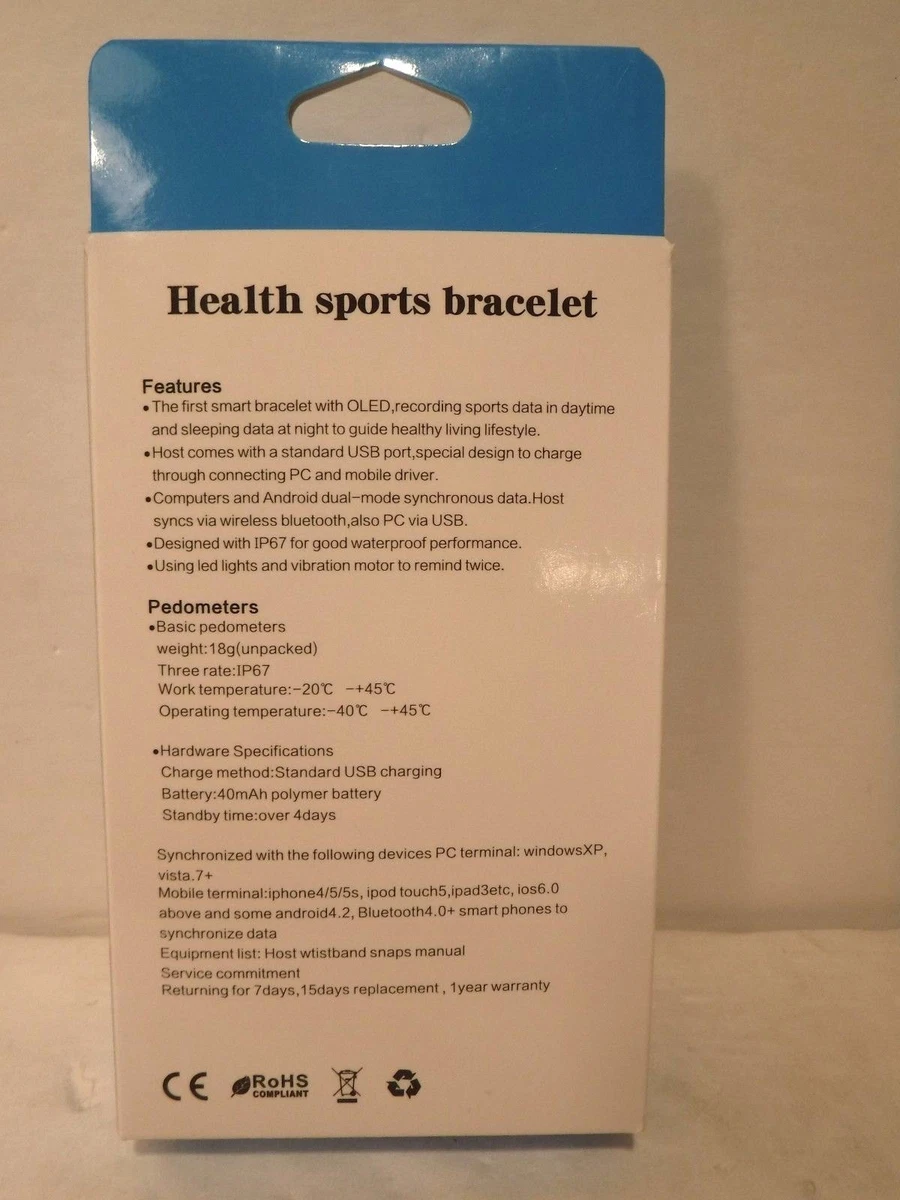 Health sports bracelet
Features
•The first smart bracelet with OLED,recording sports data in daytime
and sleeping data at night to guide healthy living lifestyle.
•Host comes with a standard USB port,special design to charge
through connecting PC and mobile driver.
•Computers and Android dual-mode synchronous data.Host
syncs via wireless bluetooth,also PC via USB.
•Designed with IP67 for good waterproof performance.
•Using led lights and vibration motor to remind twice.
Pedometers
•Basic pedometers
weight:18g(unpacked)
Three rate:IP67
Work temperature:-20℃ -+45℃
Operating temperature:-40℃ -+45℃
•Hardware Specifications
Charge method:Standard USB charging
Battery:40mAh polymer battery
Standby time:over 4days
Synchronized with the following devices PC terminal: windowsXP,
vista.7+
Mobile terminal:iphone4/5/5s, ipod touch5,ipad3etc, ios6.0
above and some android4.2, Bluetooth4.0+ smart phones to
synchronize data
Equipment list: Host wtistband snaps manual
Service commitment
Returning for 7days,15days replacement , 1year warranty
CE RoHS
COMPLIANT